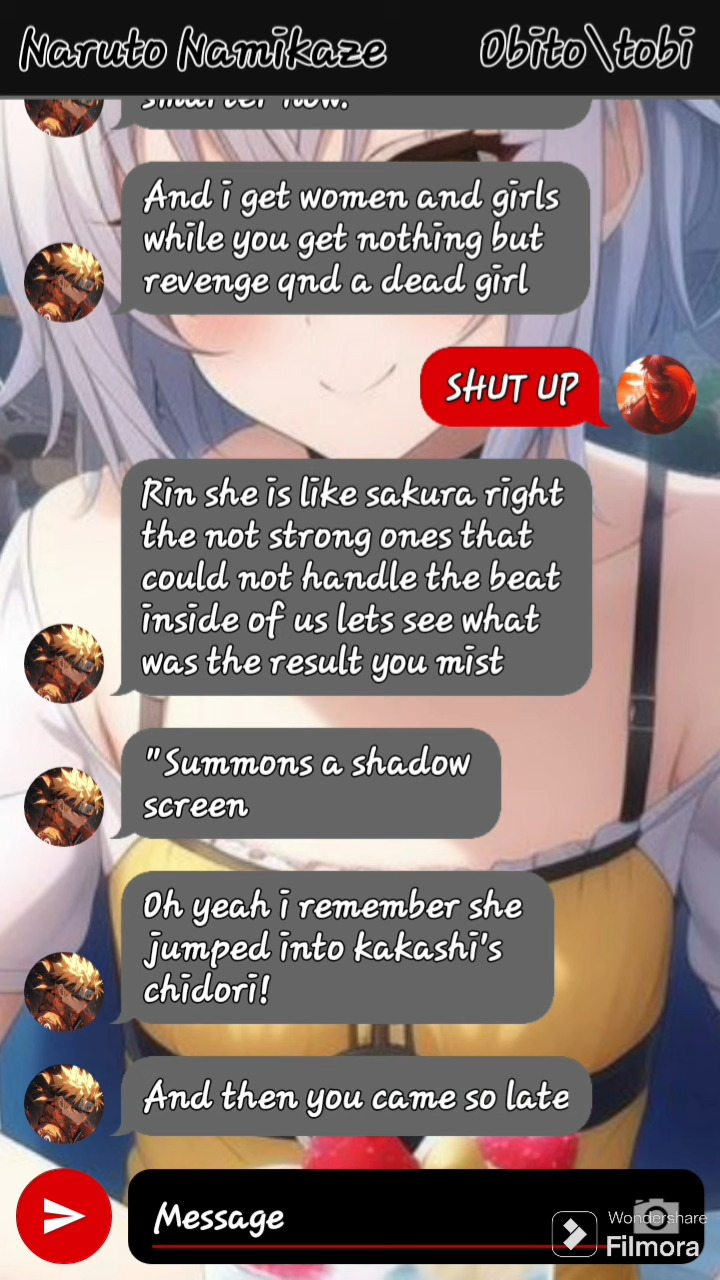 Naruto Namikaze Obito\tobi
smarter now.
And i get women and girls
while you get nothing but
revenge qnd a dead girl
SHUT UP
Rin she is like sakura right
the not strong ones that
could not handle the beat
inside of us lets see what
was the result you mist
"Summons a shadow
screen
Oh yeah i remember she
jumped into kakashi's
chidori!
And then you came so late
Message
Wondershare
Filmora